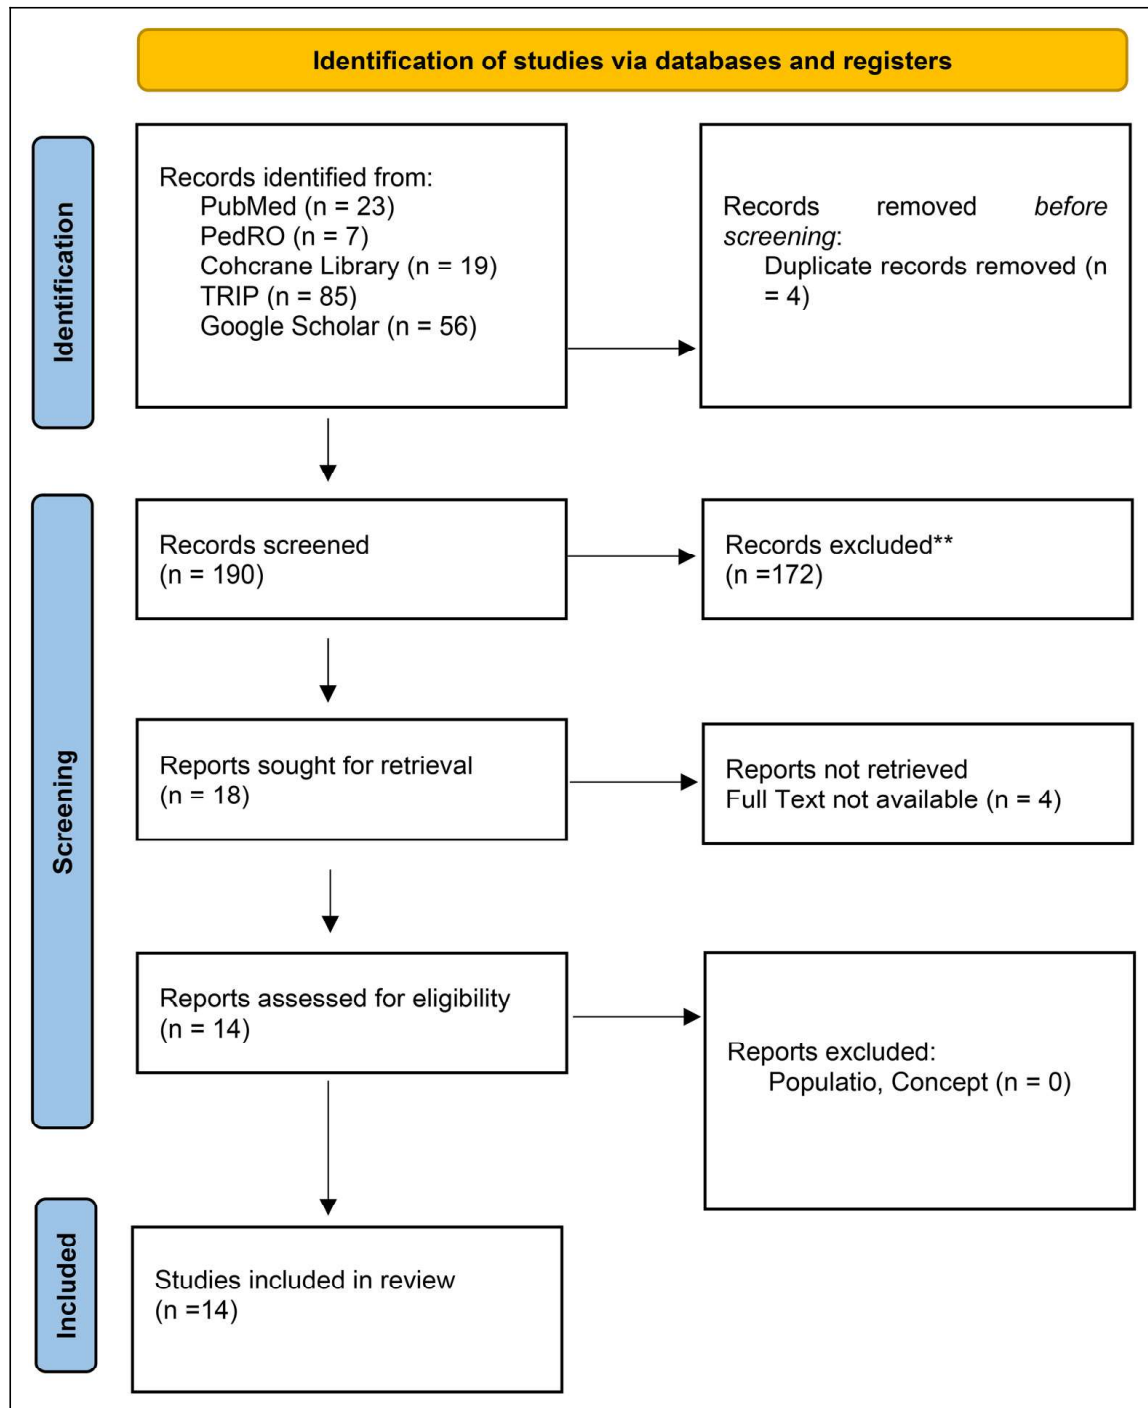 Identification of studies via databases and registers
Identification
Records identified from:
PubMed (n = 23)
PedRO (n = 7)
Cohcrane Library (n = 19)
TRIP (n = 85)
Google Scholar (n = 56)
Records removed before
screening:
Duplicate records removed (n
= 4)
Screening
Records screened
(n = 190)
Records excluded**
(n =172)
Reports sought for retrieval
(n = 18)
Reports not retrieved
Full Text not available (n = 4)
Reports assessed for eligibility
(n = 14)
Reports excluded:
Populatio, Concept (n = 0)
Included
Studies included in review
(n =14)